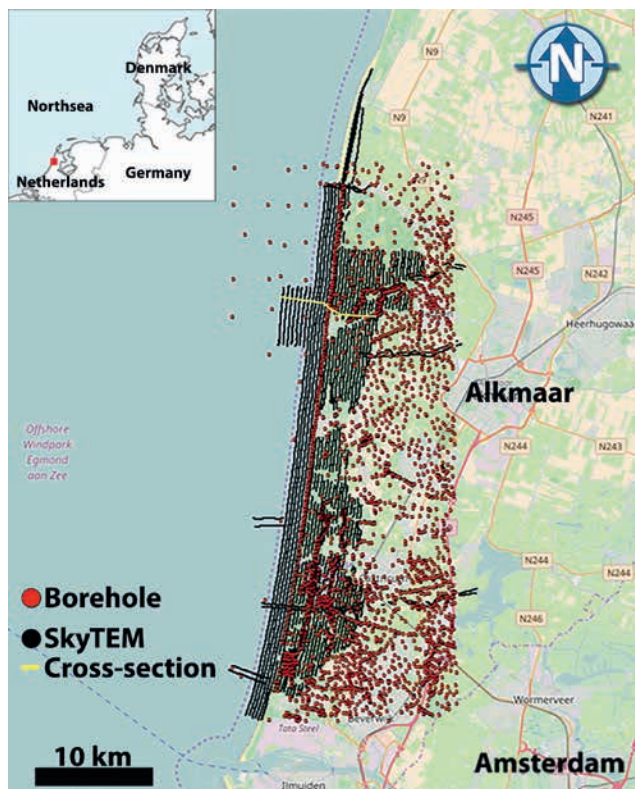 Denmark
Northsea
Netherlands
Germany
N
N9
N9
N241
N245
N245
N242
Heerhugowaa
Alkmaar
Offshore
Windpark
Egmond
aan Zee
N244
N243
N244
N244
N246
Borehole
SkyTEM
Cross-section
Wormerveer
Beverwijk
Tata Steel
10 km
Amsterdam
IJmuiden